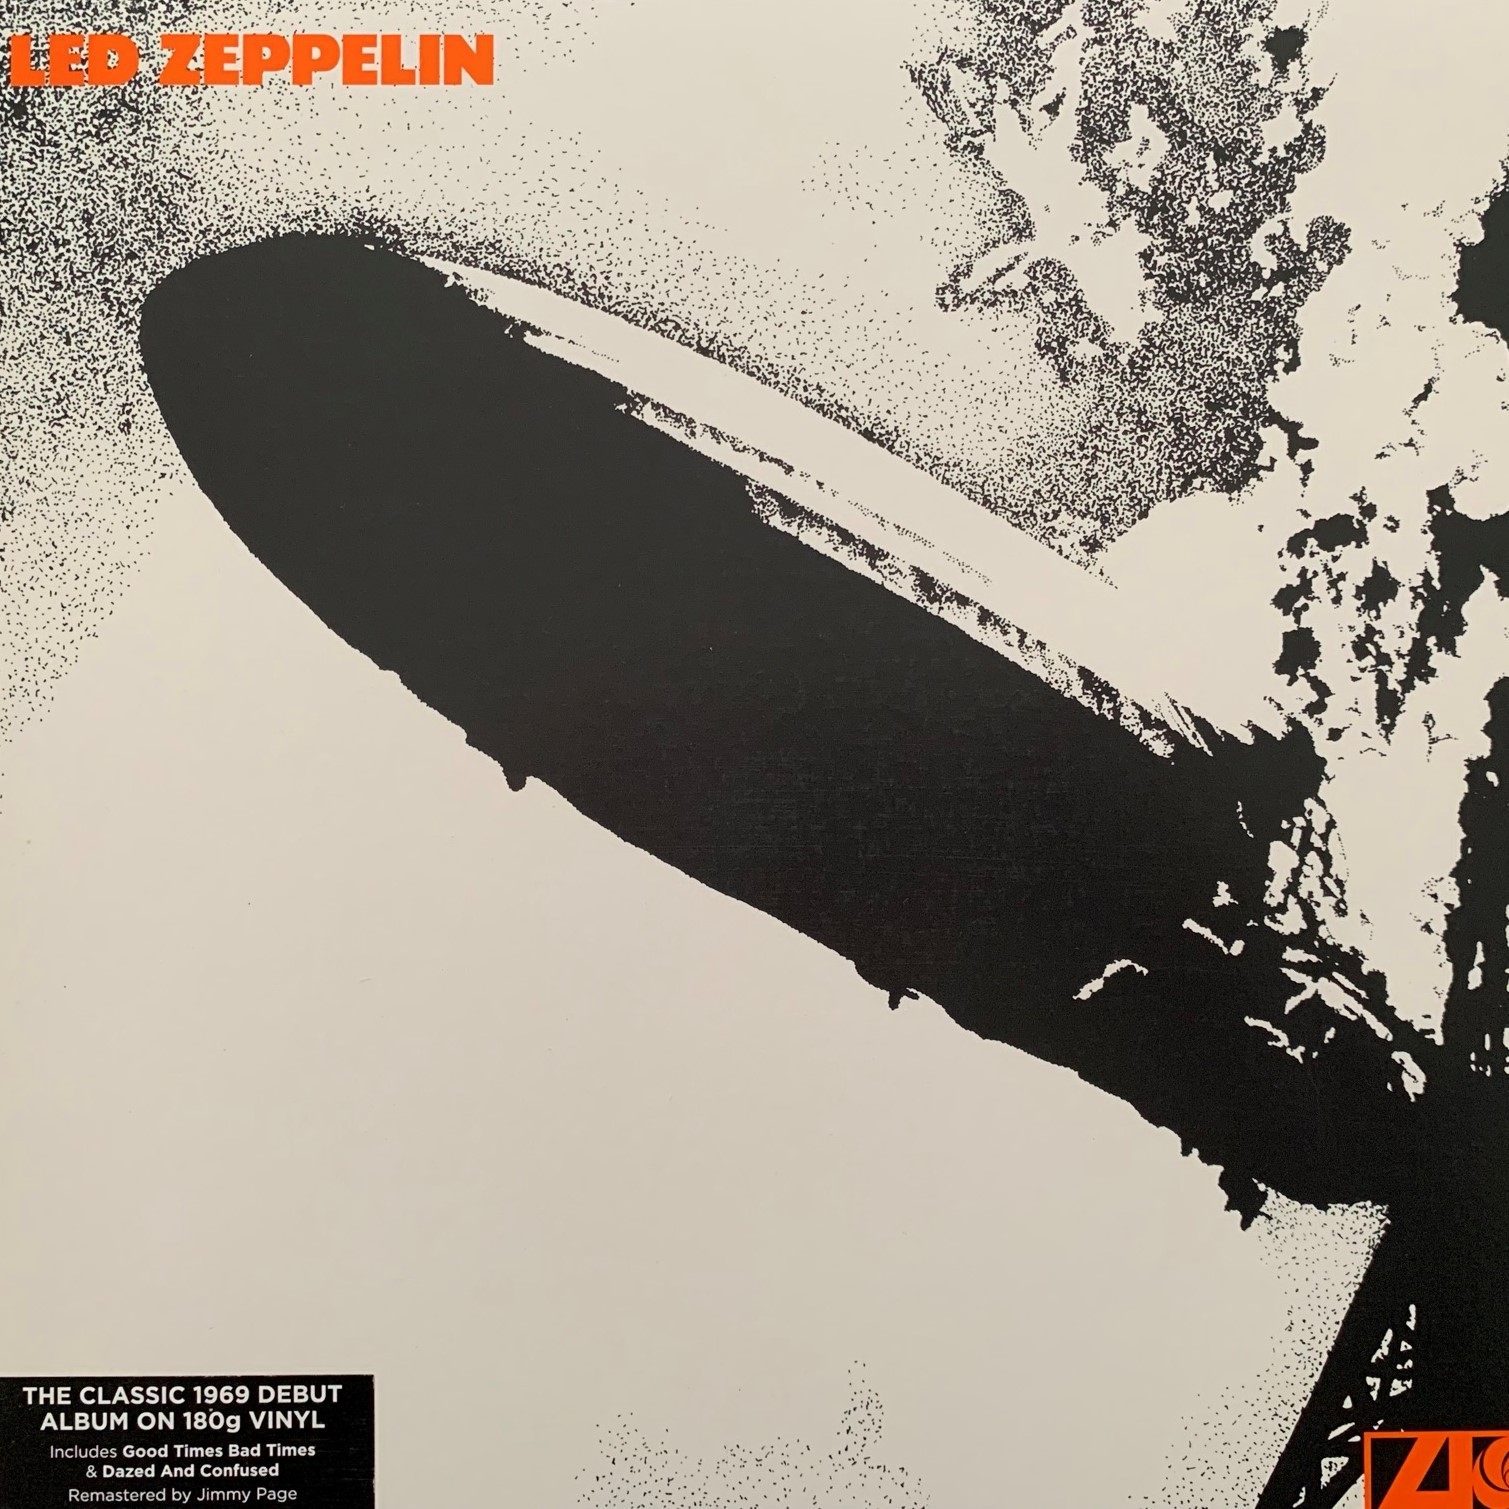 LED ZEPPELIN
THE CLASSIC 1969 DEBUT
ALBUM ON 180g VINYL
Includes Good Times Bad Times
& Dazed And Confused
Remastered by Jimmy Page